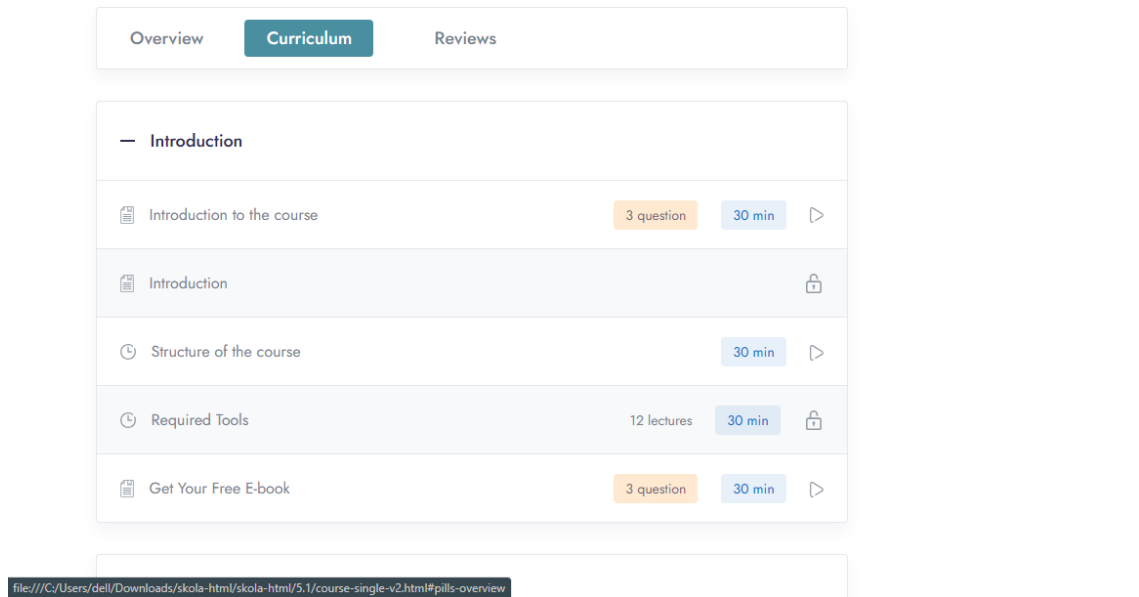 Overview Curriculum Reviews
Introduction
Introduction to the course 3 question 30 min
Introduction
Structure of the course 30 min
Required Tools 12 lectures 30 min
Get Your Free E-book 3 question 30 min
file:///C:/Users/dell/Downloads/skola-html/skola-html/5.1/course-single-v2.html#pills-overview